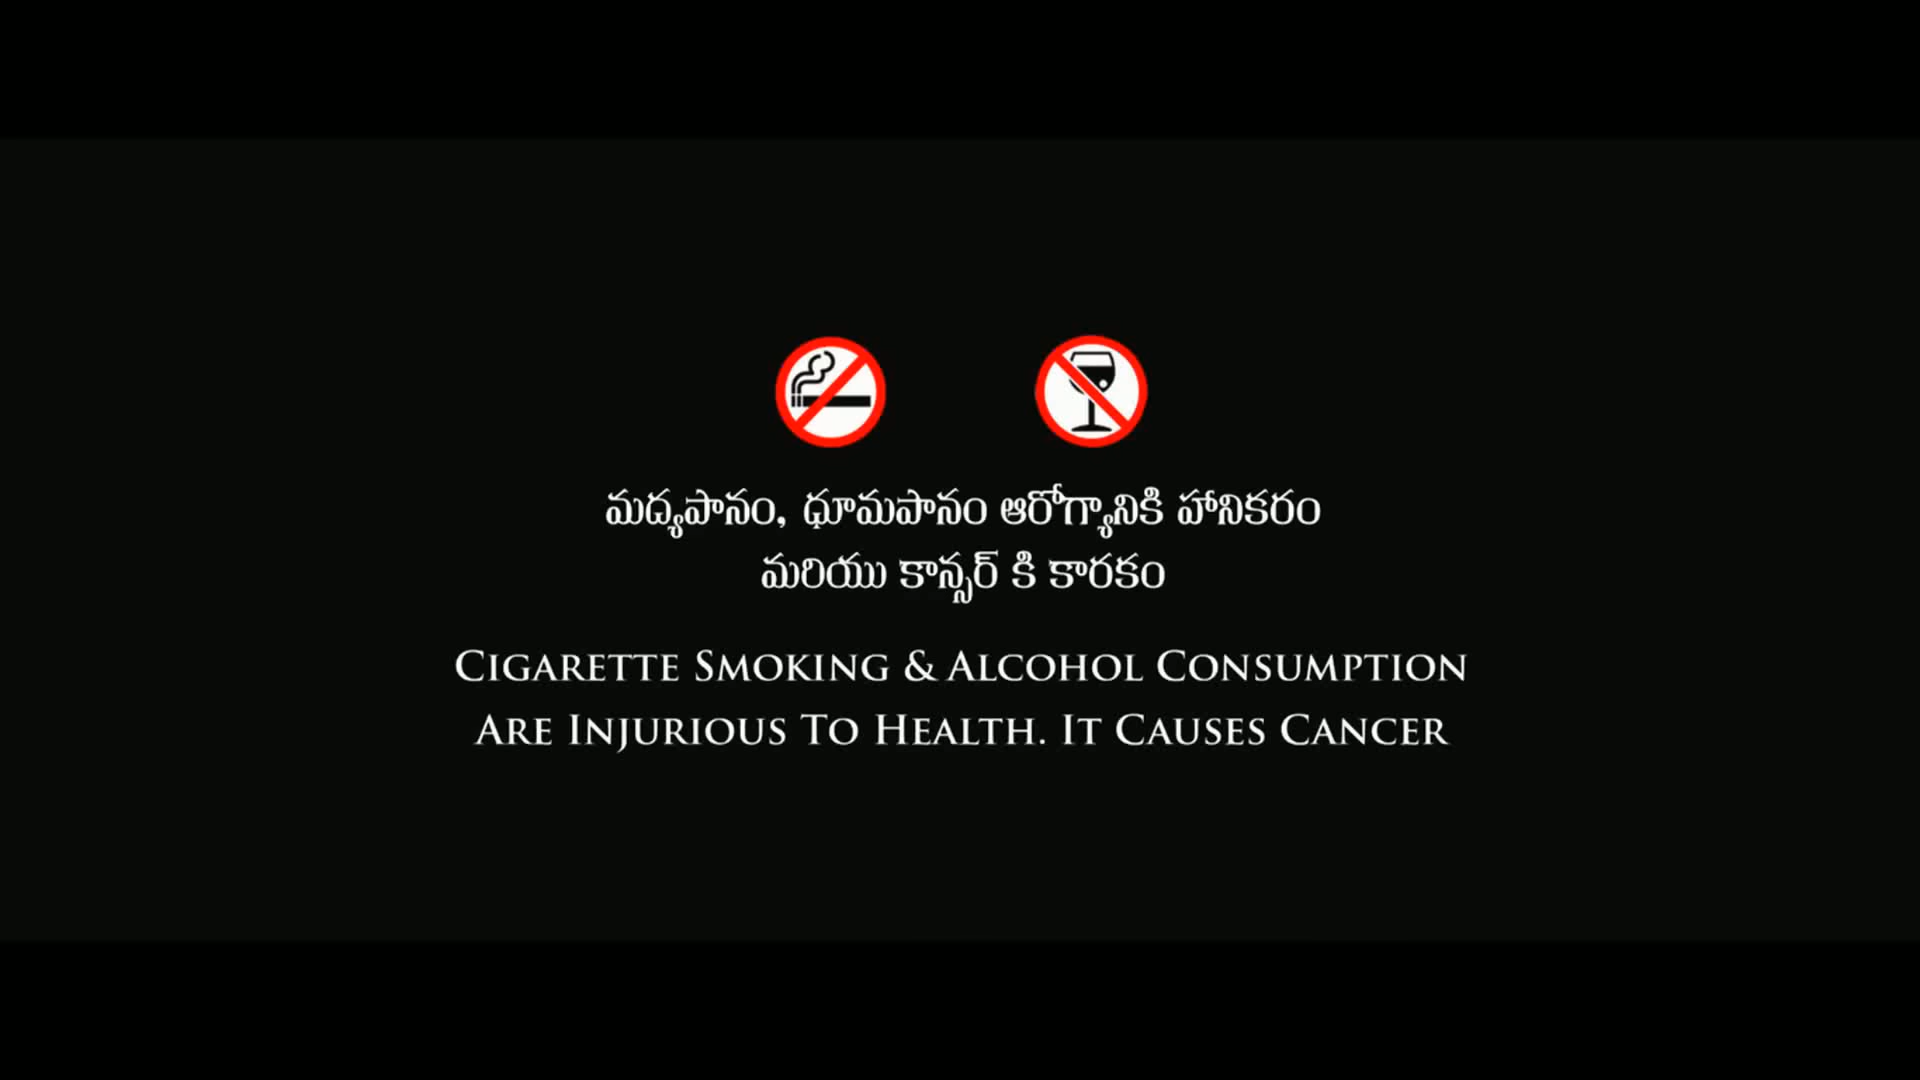 మద్యపానం, ధూమపానం ఆరోగ్యానికి హానికరం
మరియు కాన్సర్ కి కారకం
Cigarette Smoking & Alcohol Consumption
Are Injurious To Health. It Causes Cancer